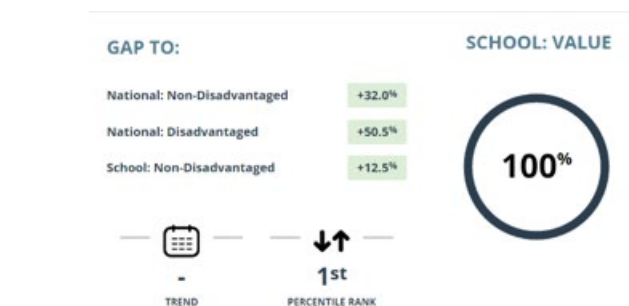 GAP TO:
SCHOOL: VALUE
National: Non-Disadvantaged +32.0%
National: Disadvantaged +50.5%
School: Non-Disadvantaged +12.5%
100%
-
1st
TREND
PERCENTILE RANK